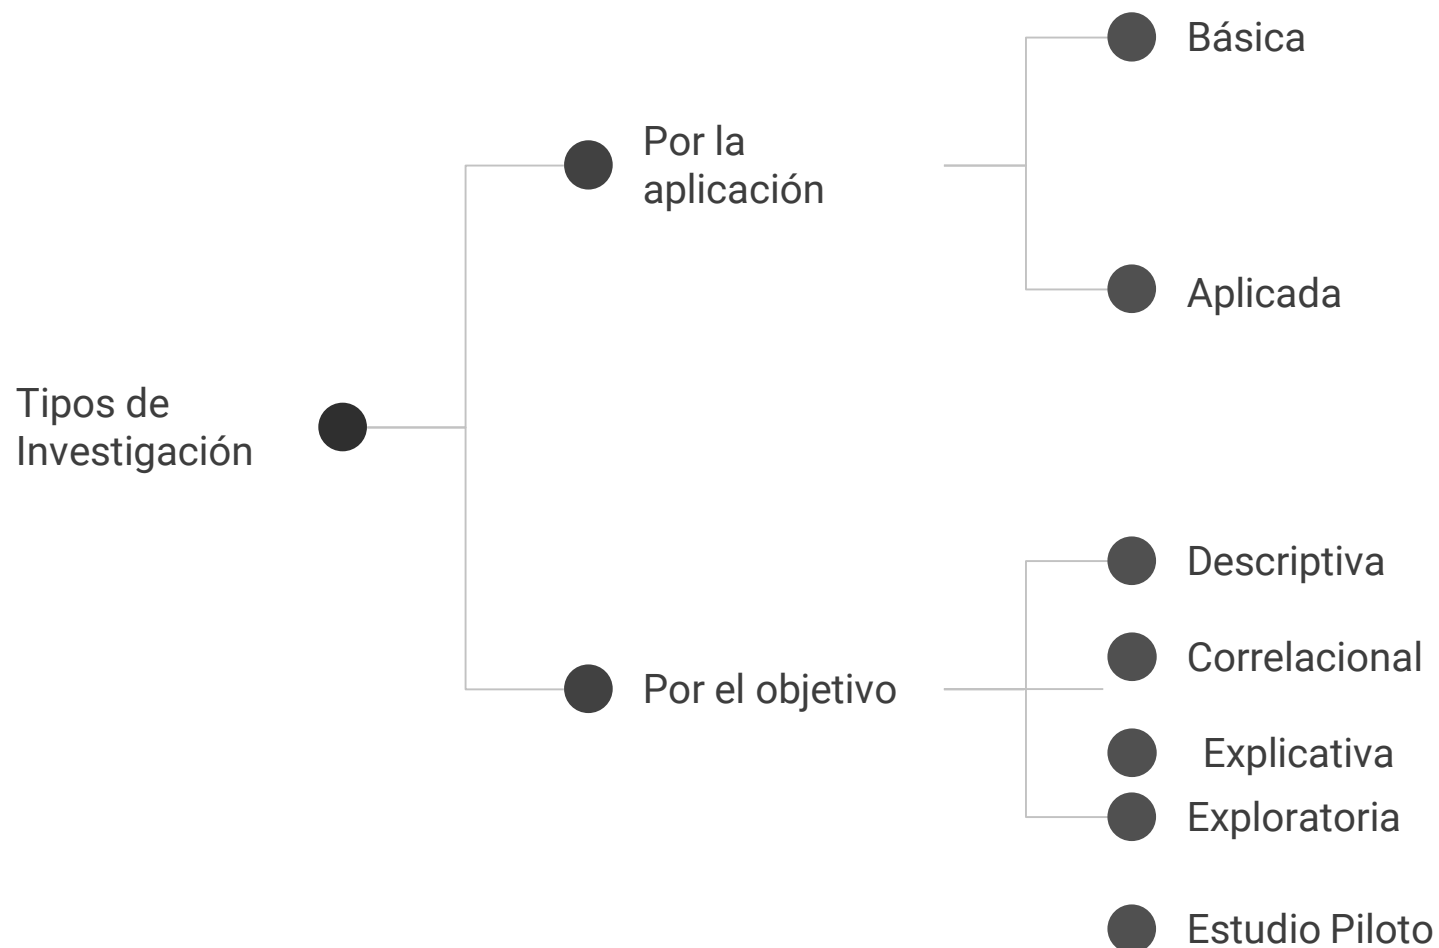 Tipos de
Investigación
Por la
aplicación
Básica
Aplicada
Por el objetivo
Descriptiva
Correlacional
Explicativa
Exploratoria
Estudio Piloto